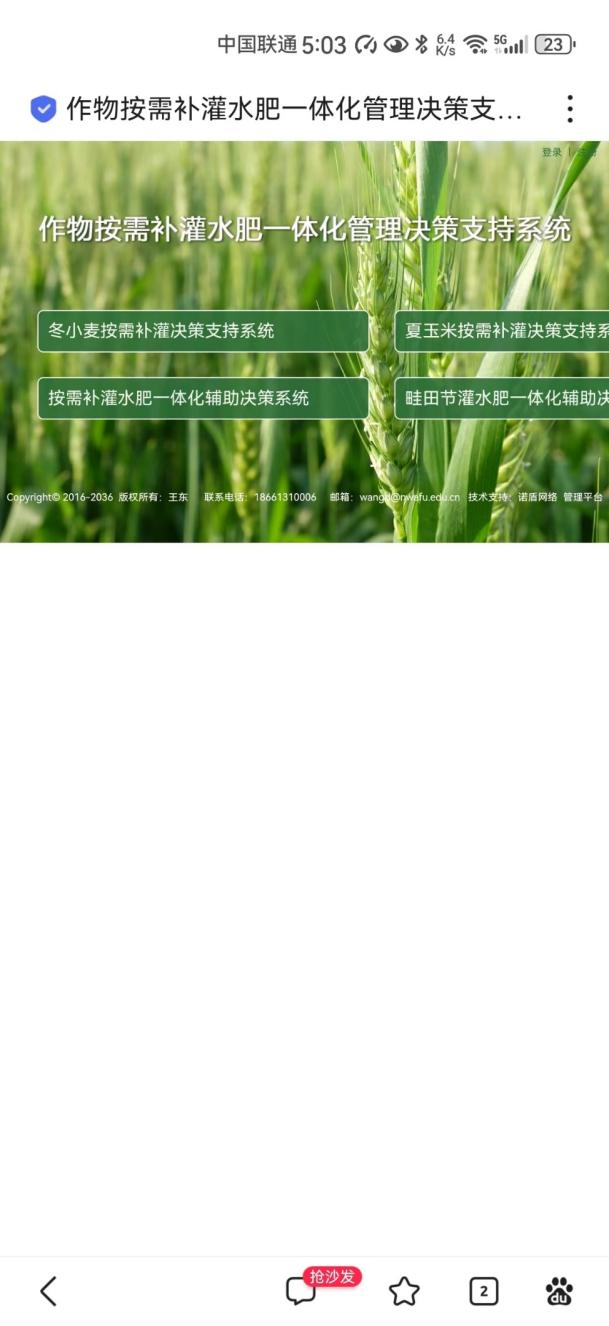 中国联通 5:03 6.4 K/s 5G 23
作物按需补灌水肥一体化管理决策支...
登录 |
作物按需补灌水肥一体化管理决策支持系统
冬小麦按需补灌决策支持系统 夏玉米按需补灌决策支持系
按需补灌水肥一体化辅助决策系统 畦田节灌水肥一体化辅助决
Copyright© 2016-2036 版权所有：王东 联系电话：18661310006 邮箱：wangd@nwafu.edu.cn 技术支持：诺盾网络 管理平台
抢沙发
2
du